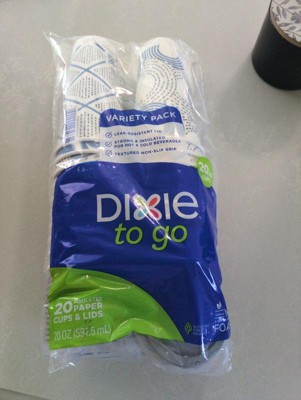 VARIETY PACK
LEAK-RESISTANT LID
STRONG & INSULATED
FOR HOT & COLD BEVERAGES
TEXTURED NON-SLIP GRIP
20
DIXIE
to go
20
PAPER
CUPS & LIDS
20 OZ (591.5 mL)